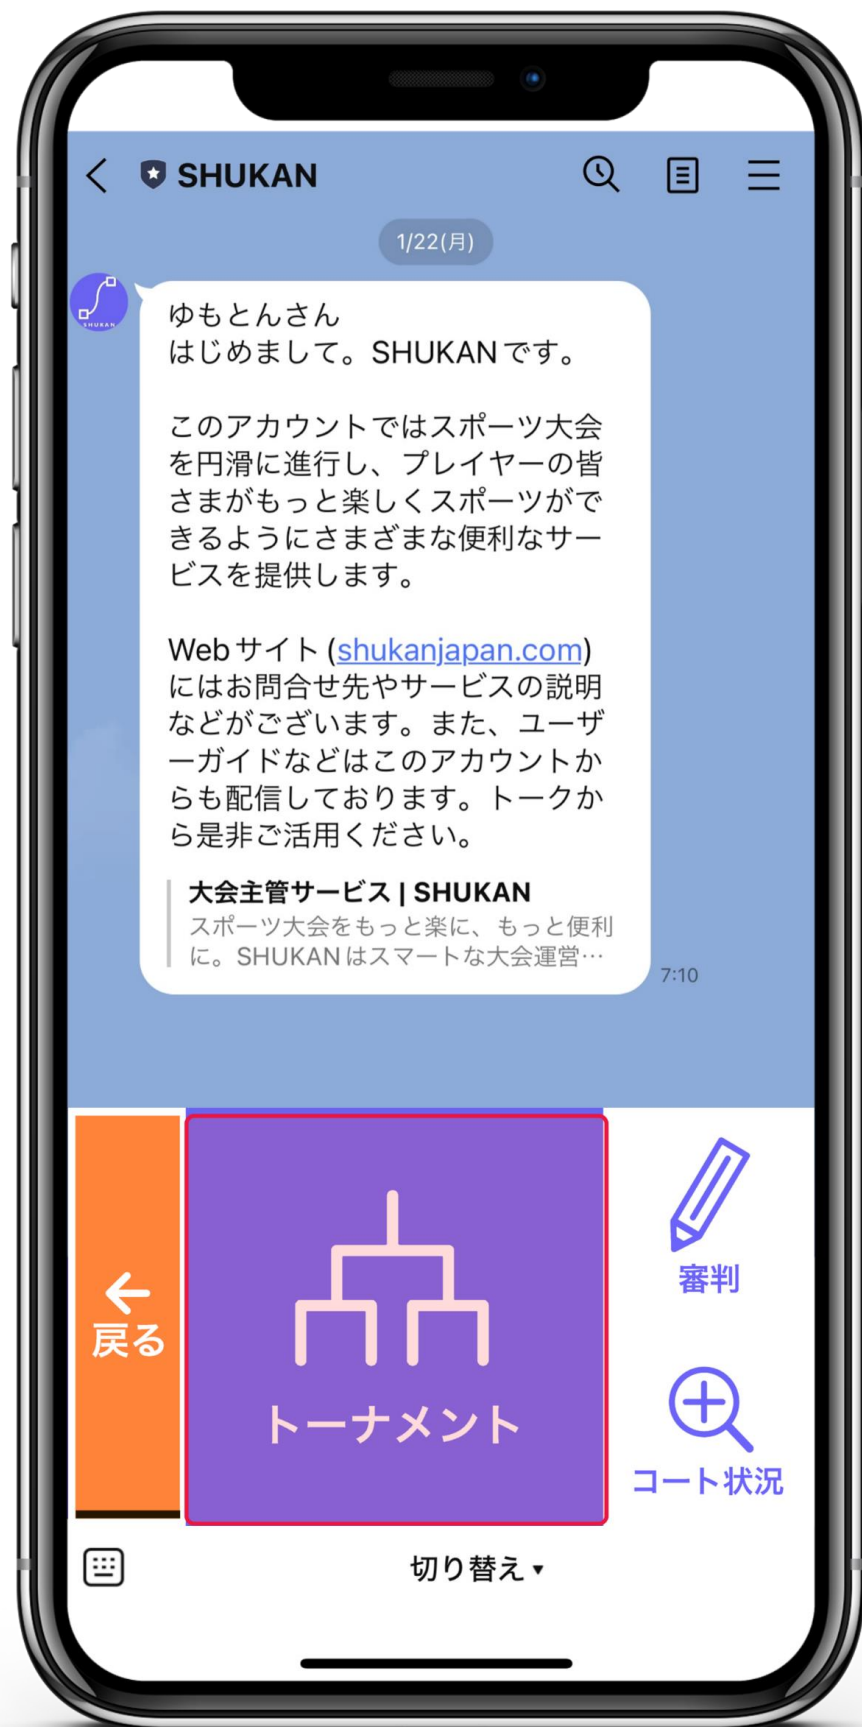 SHUKAN
1/22(月)
SHUKAN
ゆもとんさん
はじめまして。SHUKANです。
このアカウントではスポーツ大会
を円滑に進行し、プレイヤーの皆
さまがもっと楽しくスポーツがで
きるようにさまざまな便利なサー
ビスを提供します。
Webサイト (shukanjapan.com)
にはお問合せ先やサービスの説明
などがございます。また、ユーザ
ーガイドなどはこのアカウントか
らも配信しております。トークか
ら是非ご活用ください。
大会主管サービス | SHUKAN
スポーツ大会をもっと楽に、もっと便利
に。SHUKANはスマートな大会運営…
7:10
戻る
トーナメント
審判
コート状況
切り替え ▾